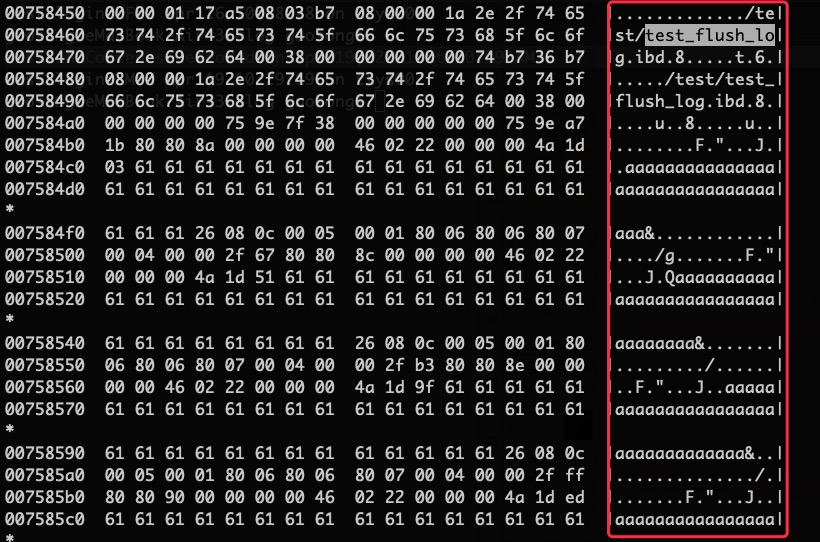 00758450  00 00 01 17 a5 08 03 b7  08 00 00 1a 2e 2f 74 65  |............./te|
00758460  73 74 2f 74 65 73 74 5f  66 6c 75 73 68 5f 6c 6f  |st/test_flush_lo|
00758470  67 2e 69 62 64 00 38 00  00 00 00 00 74 b7 36 b7  |g.ibd.8.....t.6.|
00758480  08 00 00 1a 2e 2f 74 65  73 74 2f 74 65 73 74 5f  |...../test/test_|
00758490  66 6c 75 73 68 5f 6c 6f  67 2e 69 62 64 00 38 00  |flush_log.ibd.8.|
007584a0  00 00 00 00 75 9e 7f 38  00 00 00 00 00 75 9e a7  |....u..8.....u..|
007584b0  1b 80 80 8a 00 00 00 00  46 02 22 00 00 00 4a 1d  |........F."...J.|
007584c0  03 61 61 61 61 61 61 61  61 61 61 61 61 61 61 61  |.aaaaaaaaaaaaaaa|
007584d0  61 61 61 61 61 61 61 61  61 61 61 61 61 61 61 61  |aaaaaaaaaaaaaaaa|
*
007584f0  61 61 61 26 08 0c 00 05  00 01 80 06 80 06 80 07  |aaa&............|
00758500  00 04 00 00 2f 67 80 80  8c 00 00 00 00 46 02 22  |..../g.......F."|
00758510  00 00 00 4a 1d 51 61 61  61 61 61 61 61 61 61 61  |...J.Qaaaaaaaaaa|
00758520  61 61 61 61 61 61 61 61  61 61 61 61 61 61 61 61  |aaaaaaaaaaaaaaaa|
*
00758540  61 61 61 61 61 61 61 61  26 08 0c 00 05 00 01 80  |aaaaaaaa&.......|
00758550  06 80 06 80 07 00 04 00  00 2f b3 80 80 8e 00 00  |........./......|
00758560  00 00 46 02 22 00 00 00  4a 1d 9f 61 61 61 61 61  |..F."...J..aaaaa|
00758570  61 61 61 61 61 61 61 61  61 61 61 61 61 61 61 61  |aaaaaaaaaaaaaaaa|
*
00758590  61 61 61 61 61 61 61 61  61 61 61 61 61 26 08 0c  |aaaaaaaaaaaaa&..|
007585a0  00 05 00 01 80 06 80 06  80 07 00 04 00 00 2f ff  |............../.|
007585b0  80 80 90 00 00 00 00 46  02 22 00 00 00 4a 1d ed  |.......F."...J..|
007585c0  61 61 61 61 61 61 61 61  61 61 61 61 61 61 61 61  |aaaaaaaaaaaaaaaa|
*